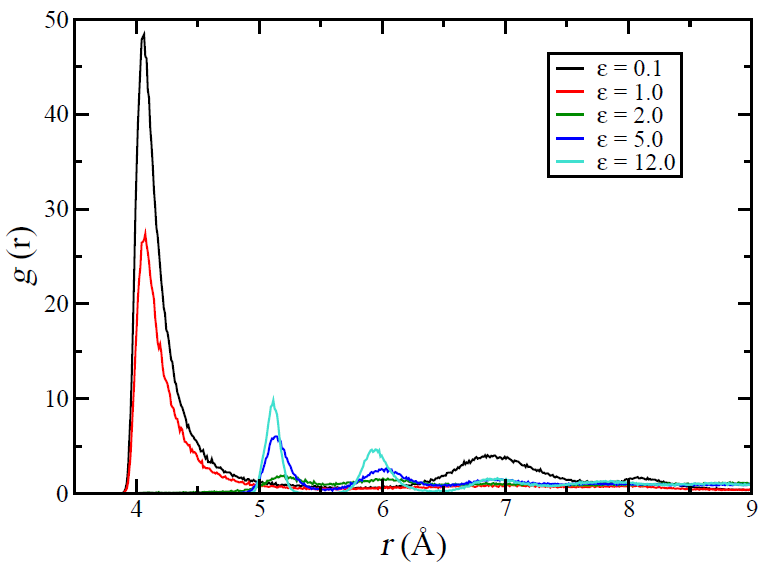 50
40
30
20
10
0
g (r)
ε = 0.1
ε = 1.0
ε = 2.0
ε = 5.0
ε = 12.0
4 5 6 7 8 9
r (Å)